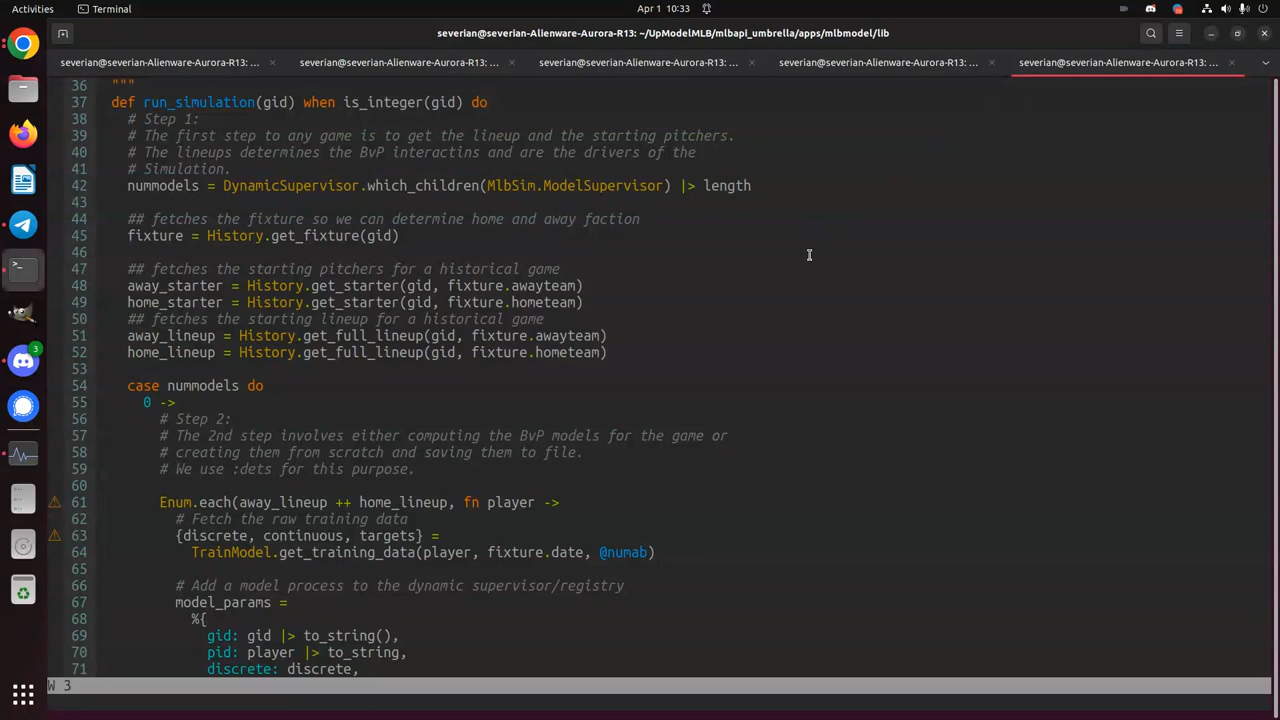 Activities
Terminal
Apr 1 10:33
severian@severian-Alienware-Aurora-R13: ~/UpModelMLB/mlbapi_umbrella/apps/mlbmodel/lib
severian@severian-Alienware-Aurora-R13: ...
severian@severian-Alienware-Aurora-R13: ...
severian@severian-Alienware-Aurora-R13: ...
severian@severian-Alienware-Aurora-R13: ...
severian@severian-Alienware-Aurora-R13: ...
3
36 """
37 def run_simulation(gid) when is_integer(gid) do
38 # Step 1:
39 # The first step to any game is to get the lineup and the starting pitchers.
40 # The lineups determines the BvP interactins and are the drivers of the
41 # Simulation.
42 nummodels = DynamicSupervisor.which_children(MlbSim.ModelSupervisor) |> length
43
44 ## fetches the fixture so we can determine home and away faction
45 fixture = History.get_fixture(gid)
46
47 ## fetches the starting pitchers for a historical game
48 away_starter = History.get_starter(gid, fixture.awayteam)
49 home_starter = History.get_starter(gid, fixture.hometeam)
50 ## fetches the starting lineup for a historical game
51 away_lineup = History.get_full_lineup(gid, fixture.awayteam)
52 home_lineup = History.get_full_lineup(gid, fixture.hometeam)
53
54 case nummodels do
55 0 ->
56 # Step 2:
57 # The 2nd step involves either computing the BvP models for the game or
58 # creating them from scratch and saving them to file.
59 # We use :dets for this purpose.
60
61 Enum.each(away_lineup ++ home_lineup, fn player ->
62 # Fetch the raw training data
63 {discrete, continuous, targets} =
64 TrainModel.get_training_data(player, fixture.date, @numab)
65
66 # Add a model process to the dynamic supervisor/registry
67 model_params =
68 %{
69 gid: gid |> to_string(),
70 pid: player |> to_string,
71 discrete: discrete,
W 3